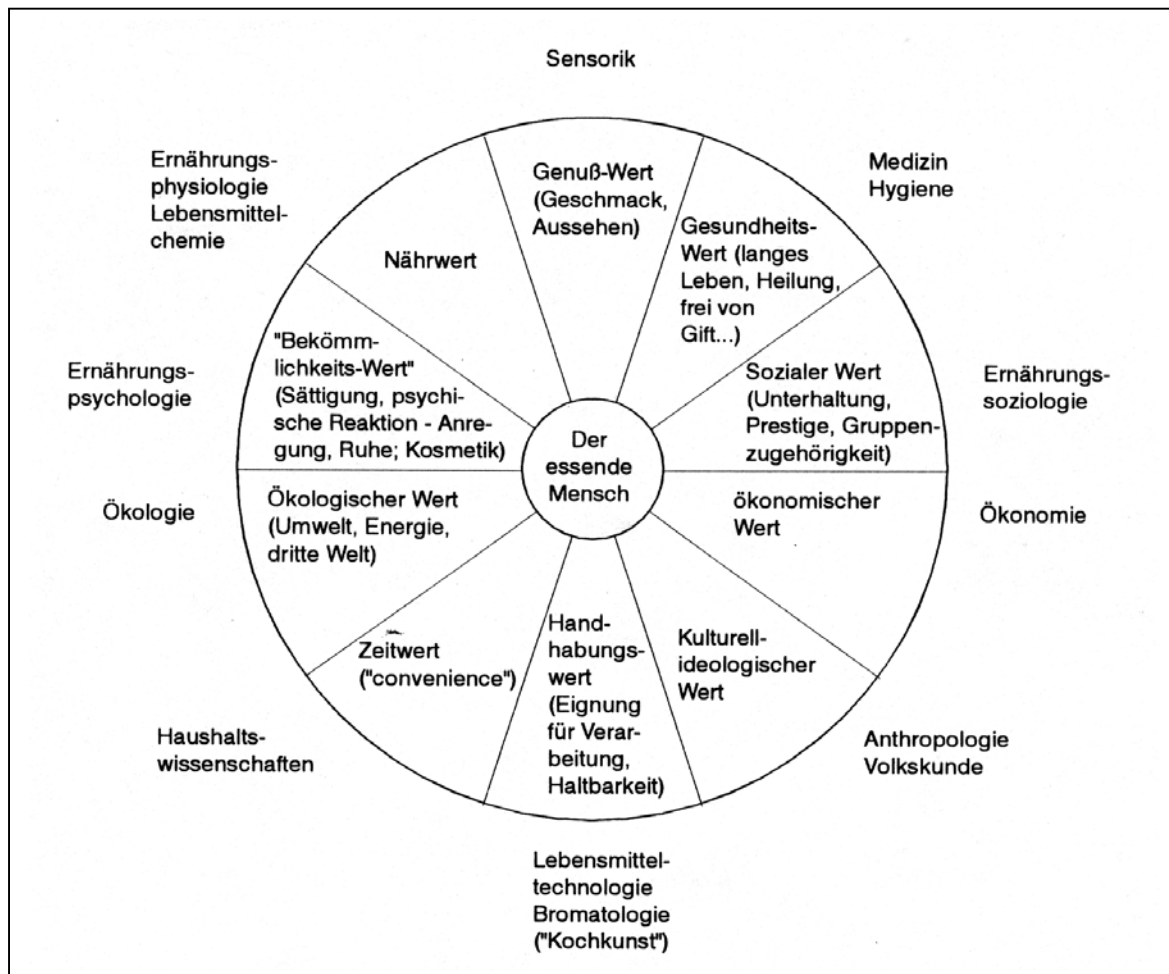 Sensorik
Medizin
Hygiene
Ernährungs-
soziologie
Ökonomie
Anthropologie
Volkskunde
Lebensmittel-
technologie
Bromatologie
("Kochkunst")
Haushalts-
wissenschaften
Ökologie
Ernährungs-
psychologie
Ernährungs-
physiologie
Lebensmittel-
chemie
Genuß-Wert
(Geschmack,
Aussehen)
Gesundheits-
Wert (langes
Leben, Heilung,
frei von
Gift...)
Sozialer Wert
(Unterhaltung,
Prestige, Gruppen-
zugehörigkeit)
ökonomischer
Wert
Kulturell-
ideologischer
Wert
Hand-
habungs-
wert
(Eignung
für Verar-
beitung,
Haltbarkeit)
Zeitwert
("convenience")
Ökologischer Wert
(Umwelt, Energie,
dritte Welt)
"Bekömm-
lichkeits-Wert"
(Sättigung, psychi-
sche Reaktion - Anre-
gung, Ruhe; Kosmetik)
Nährwert
Der
essende
Mensch